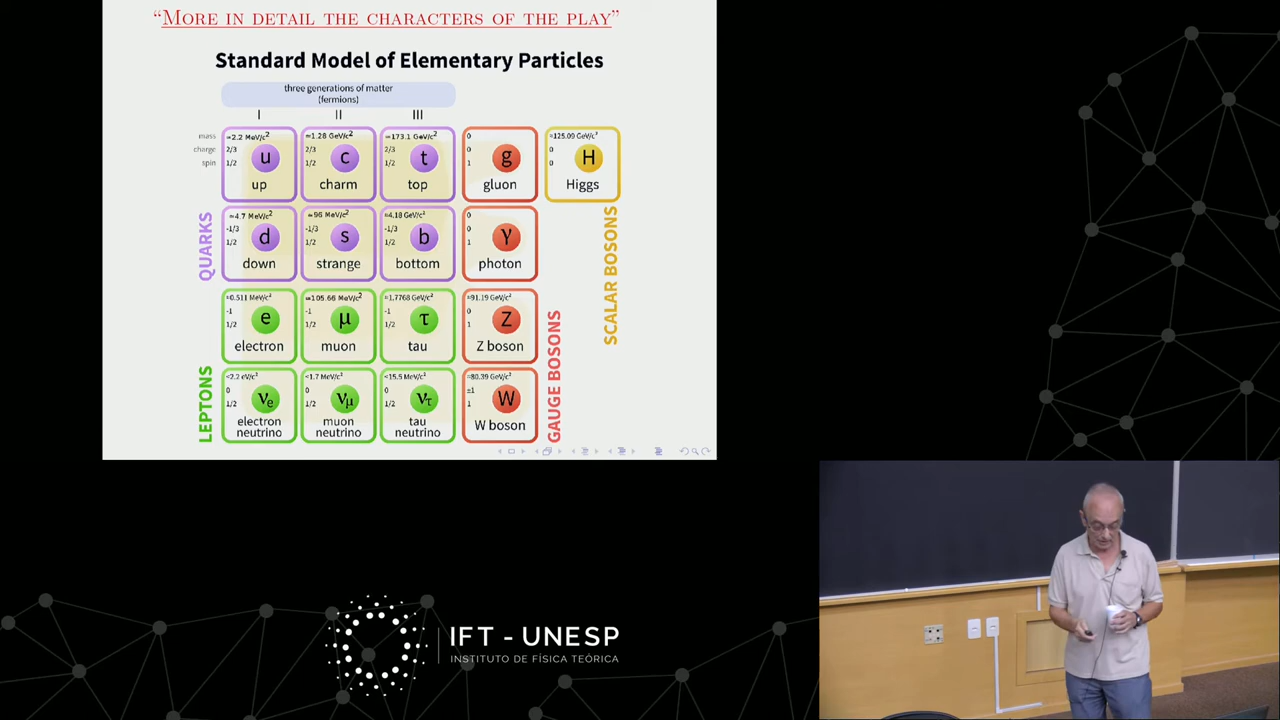 “More in detail the characters of the play”
Standard Model of Elementary Particles
three generations of matter
(fermions)
I II III
mass
charge
spin
≃2.2 MeV/c²
2/3
1/2
u
up
≃1.28 GeV/c²
2/3
1/2
c
charm
≃173.1 GeV/c²
2/3
1/2
t
top
0
0
1
g
gluon
≃125.09 GeV/c²
0
0
H
Higgs
QUARKS
≃4.7 MeV/c²
-1/3
1/2
d
down
≃96 MeV/c²
-1/3
1/2
s
strange
≃4.18 GeV/c²
-1/3
1/2
b
bottom
0
0
1
γ
photon
SCALAR BOSONS
≃0.511 MeV/c²
-1
1/2
e
electron
≃105.66 MeV/c²
-1
1/2
μ
muon
≃1.7768 GeV/c²
-1
1/2
τ
tau
≃91.19 GeV/c²
0
1
Z
Z boson
LEPTONS
<2.2 eV/c²
0
1/2
νe
electron
neutrino
<1.7 MeV/c²
0
1/2
νμ
muon
neutrino
<15.5 MeV/c²
0
1/2
ντ
tau
neutrino
≃80.39 GeV/c²
±1
1
W
W boson
GAUGE BOSONS
IFT - UNESP
INSTITUTO DE FÍSICA TEÓRICA